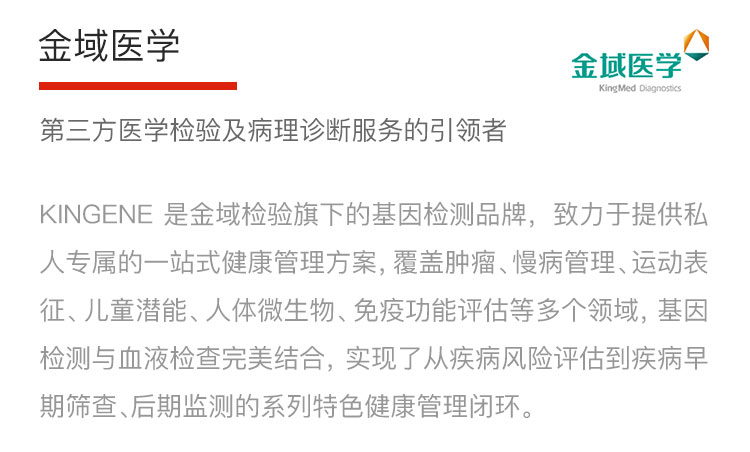 金域医学
金域医学
KingMed Diagnostics
第三方医学检验及病理诊断服务的引领者
KINGENE 是金域检验旗下的基因检测品牌，致力于提供私
人专属的一站式健康管理方案，覆盖肿瘤、慢病管理、运动表
征、儿童潜能、人体微生物、免疫功能评估等多个领域，基因
检测与血液检查完美结合，实现了从疾病风险评估到疾病早
期筛查、后期监测的系列特色健康管理闭环。